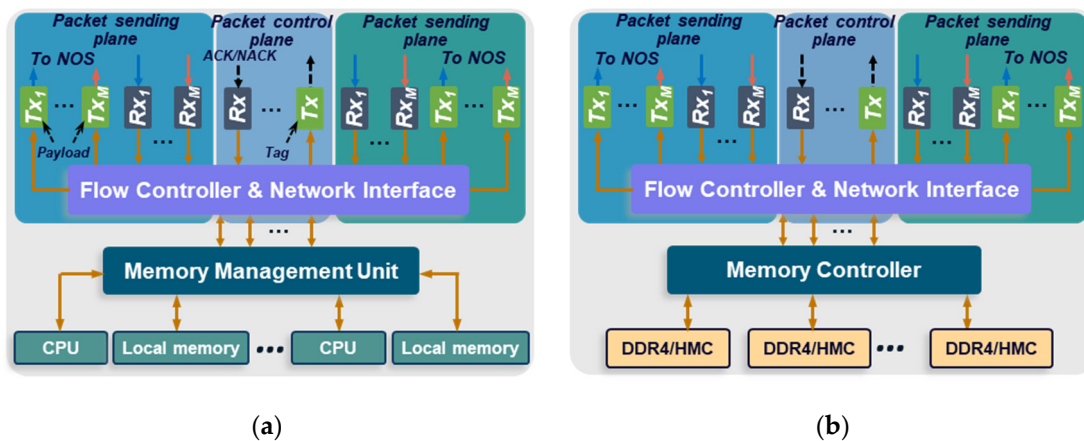 Packet sending plane
Packet control plane
Packet sending plane
To NOS
ACK/NACK
To NOS
Tx1 ... TxM Rx1 RxM Rx ... Tx Rx1 RxM Tx1 ... TxM
Payload
...
Tag
...
Flow Controller & Network Interface
...
Memory Management Unit
CPU Local memory ... CPU Local memory
(a)
Packet sending plane
Packet control plane
Packet sending plane
To NOS
To NOS
Tx1 ... TxM Rx1 RxM Rx ... Tx Rx1 RxM Tx1 ... TxM
...
...
Flow Controller & Network Interface
...
Memory Controller
DDR4/HMC DDR4/HMC ... DDR4/HMC
(b)